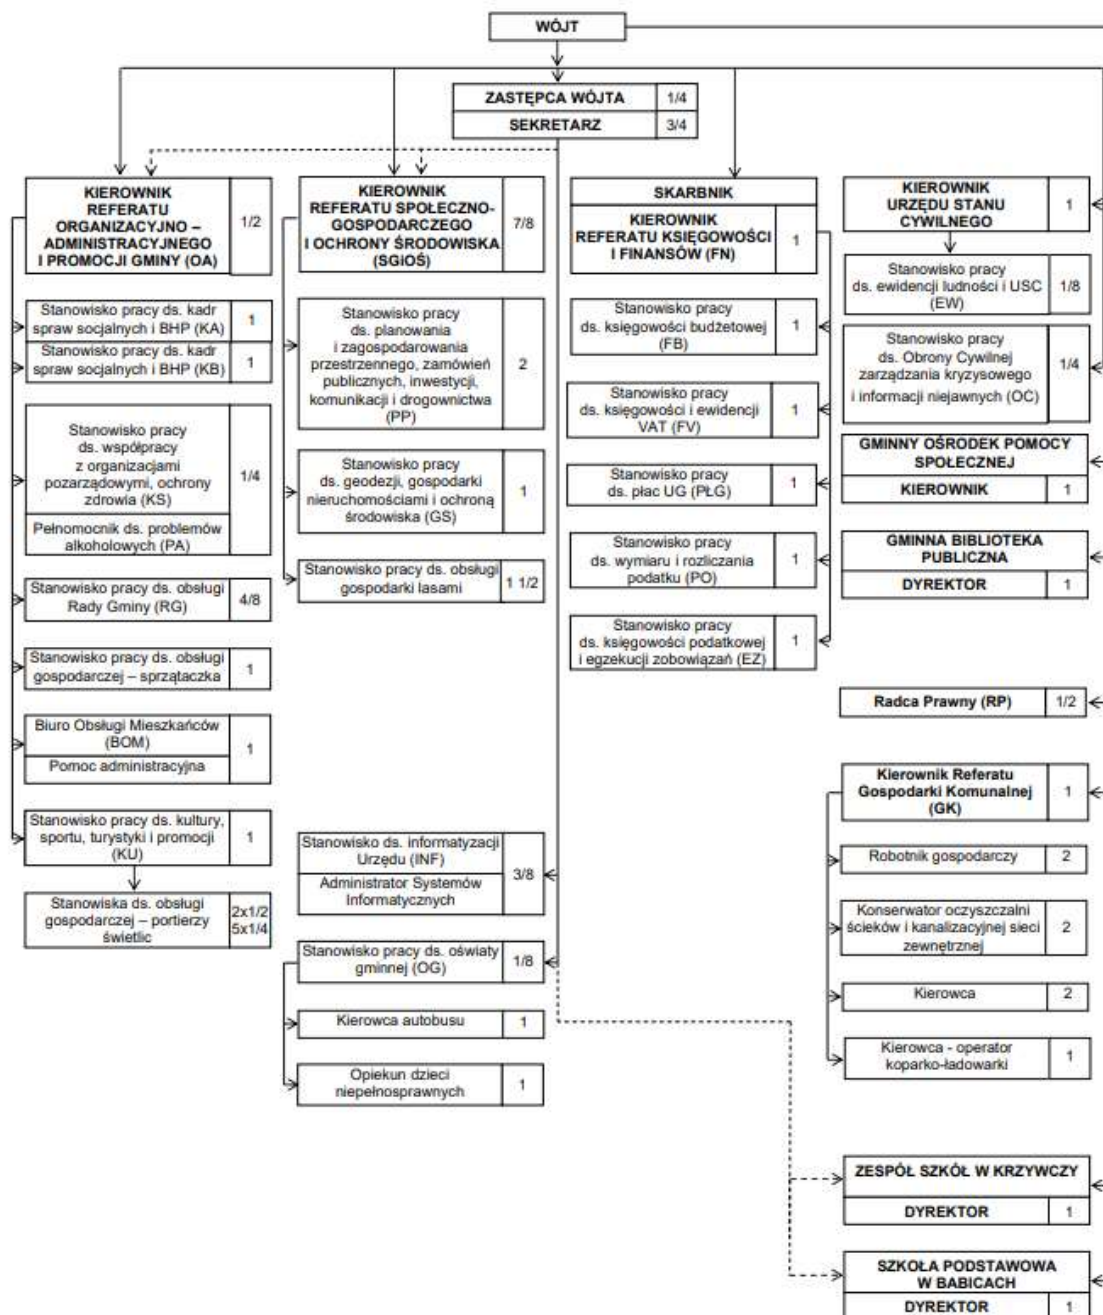 WÓJT
ZASTĘPCA WÓJTA 1/4
SEKRETARZ 3/4
KIEROWNIK
REFERATU
ORGANIZACYJNO –
ADMINISTRACYJNEGO
I PROMOCJI GMINY (OA)
1/2
Stanowisko pracy ds. kadr
spraw socjalnych i BHP (KA)
1
Stanowisko pracy ds. kadr
spraw socjalnych i BHP (KB)
1
Stanowisko pracy
ds. współpracy
z organizacjami
pozarządowymi, ochrony
zdrowia (KS)
Pełnomocnik ds. problemów
alkoholowych (PA)
1/4
Stanowisko pracy ds. obsługi
Rady Gminy (RG)
4/8
Stanowisko pracy ds. obsługi
gospodarczej – sprzątaczka
1
Biuro Obsługi Mieszkańców
(BOM)
Pomoc administracyjna
1
Stanowisko pracy ds. kultury,
sportu, turystyki i promocji
(KU)
1
Stanowiska ds. obsługi
gospodarczej – portierzy
świetlic
2x1/2
5x1/4
KIEROWNIK
REFERATU SPOŁECZNO-
GOSPODARCZEGO
I OCHRONY ŚRODOWISKA
(SGiOŚ)
7/8
Stanowisko pracy
ds. planowania
i zagospodarowania
przestrzennego, zamówień
publicznych, inwestycji,
komunikacji i drogownictwa
(PP)
2
Stanowisko pracy
ds. geodezji, gospodarki
nieruchomościami i ochroną
środowiska (GS)
1
Stanowisko pracy ds. obsługi
gospodarki lasami
1 1/2
Stanowisko ds. informatyzacji
Urzędu (INF)
Administrator Systemów
Informatycznych
3/8
Stanowisko pracy ds. oświaty
gminnej (OG)
1/8
Kierowca autobusu 1
Opiekun dzieci
niepełnosprawnych
1
SKARBNIK
KIEROWNIK
REFERATU KSIĘGOWOŚCI
I FINANSÓW (FN)
1
Stanowisko pracy
ds. księgowości budżetowej
(FB)
1
Stanowisko pracy
ds. księgowości i ewidencji
VAT (FV)
1
Stanowisko pracy
ds. płac UG (PŁG)
1
Stanowisko pracy
ds. wymiaru i rozliczania
podatku (PO)
1
Stanowisko pracy
ds. księgowości podatkowej
i egzekucji zobowiązań (EZ)
1
KIEROWNIK
URZĘDU STANU
CYWILNEGO
1
Stanowisko pracy
ds. ewidencji ludności i USC
(EW)
1/8
Stanowisko pracy
ds. Obrony Cywilnej
zarządzania kryzysowego
i informacji niejawnych (OC)
1/4
GMINNY OŚRODEK POMOCY
SPOŁECZNEJ
KIEROWNIK 1
GMINNA BIBLIOTEKA
PUBLICZNA
DYREKTOR 1
Radca Prawny (RP) 1/2
Kierownik Referatu
Gospodarki Komunalnej
(GK)
1
Robotnik gospodarczy 2
Konserwator oczyszczalni
ścieków i kanalizacyjnej sieci
zewnętrznej
2
Kierowca 2
Kierowca - operator
koparko-ładowarki
1
ZESPÓŁ SZKÓŁ W KRZYWCZY
DYREKTOR 1
SZKOŁA PODSTAWOWA
W BABICACH
DYREKTOR 1